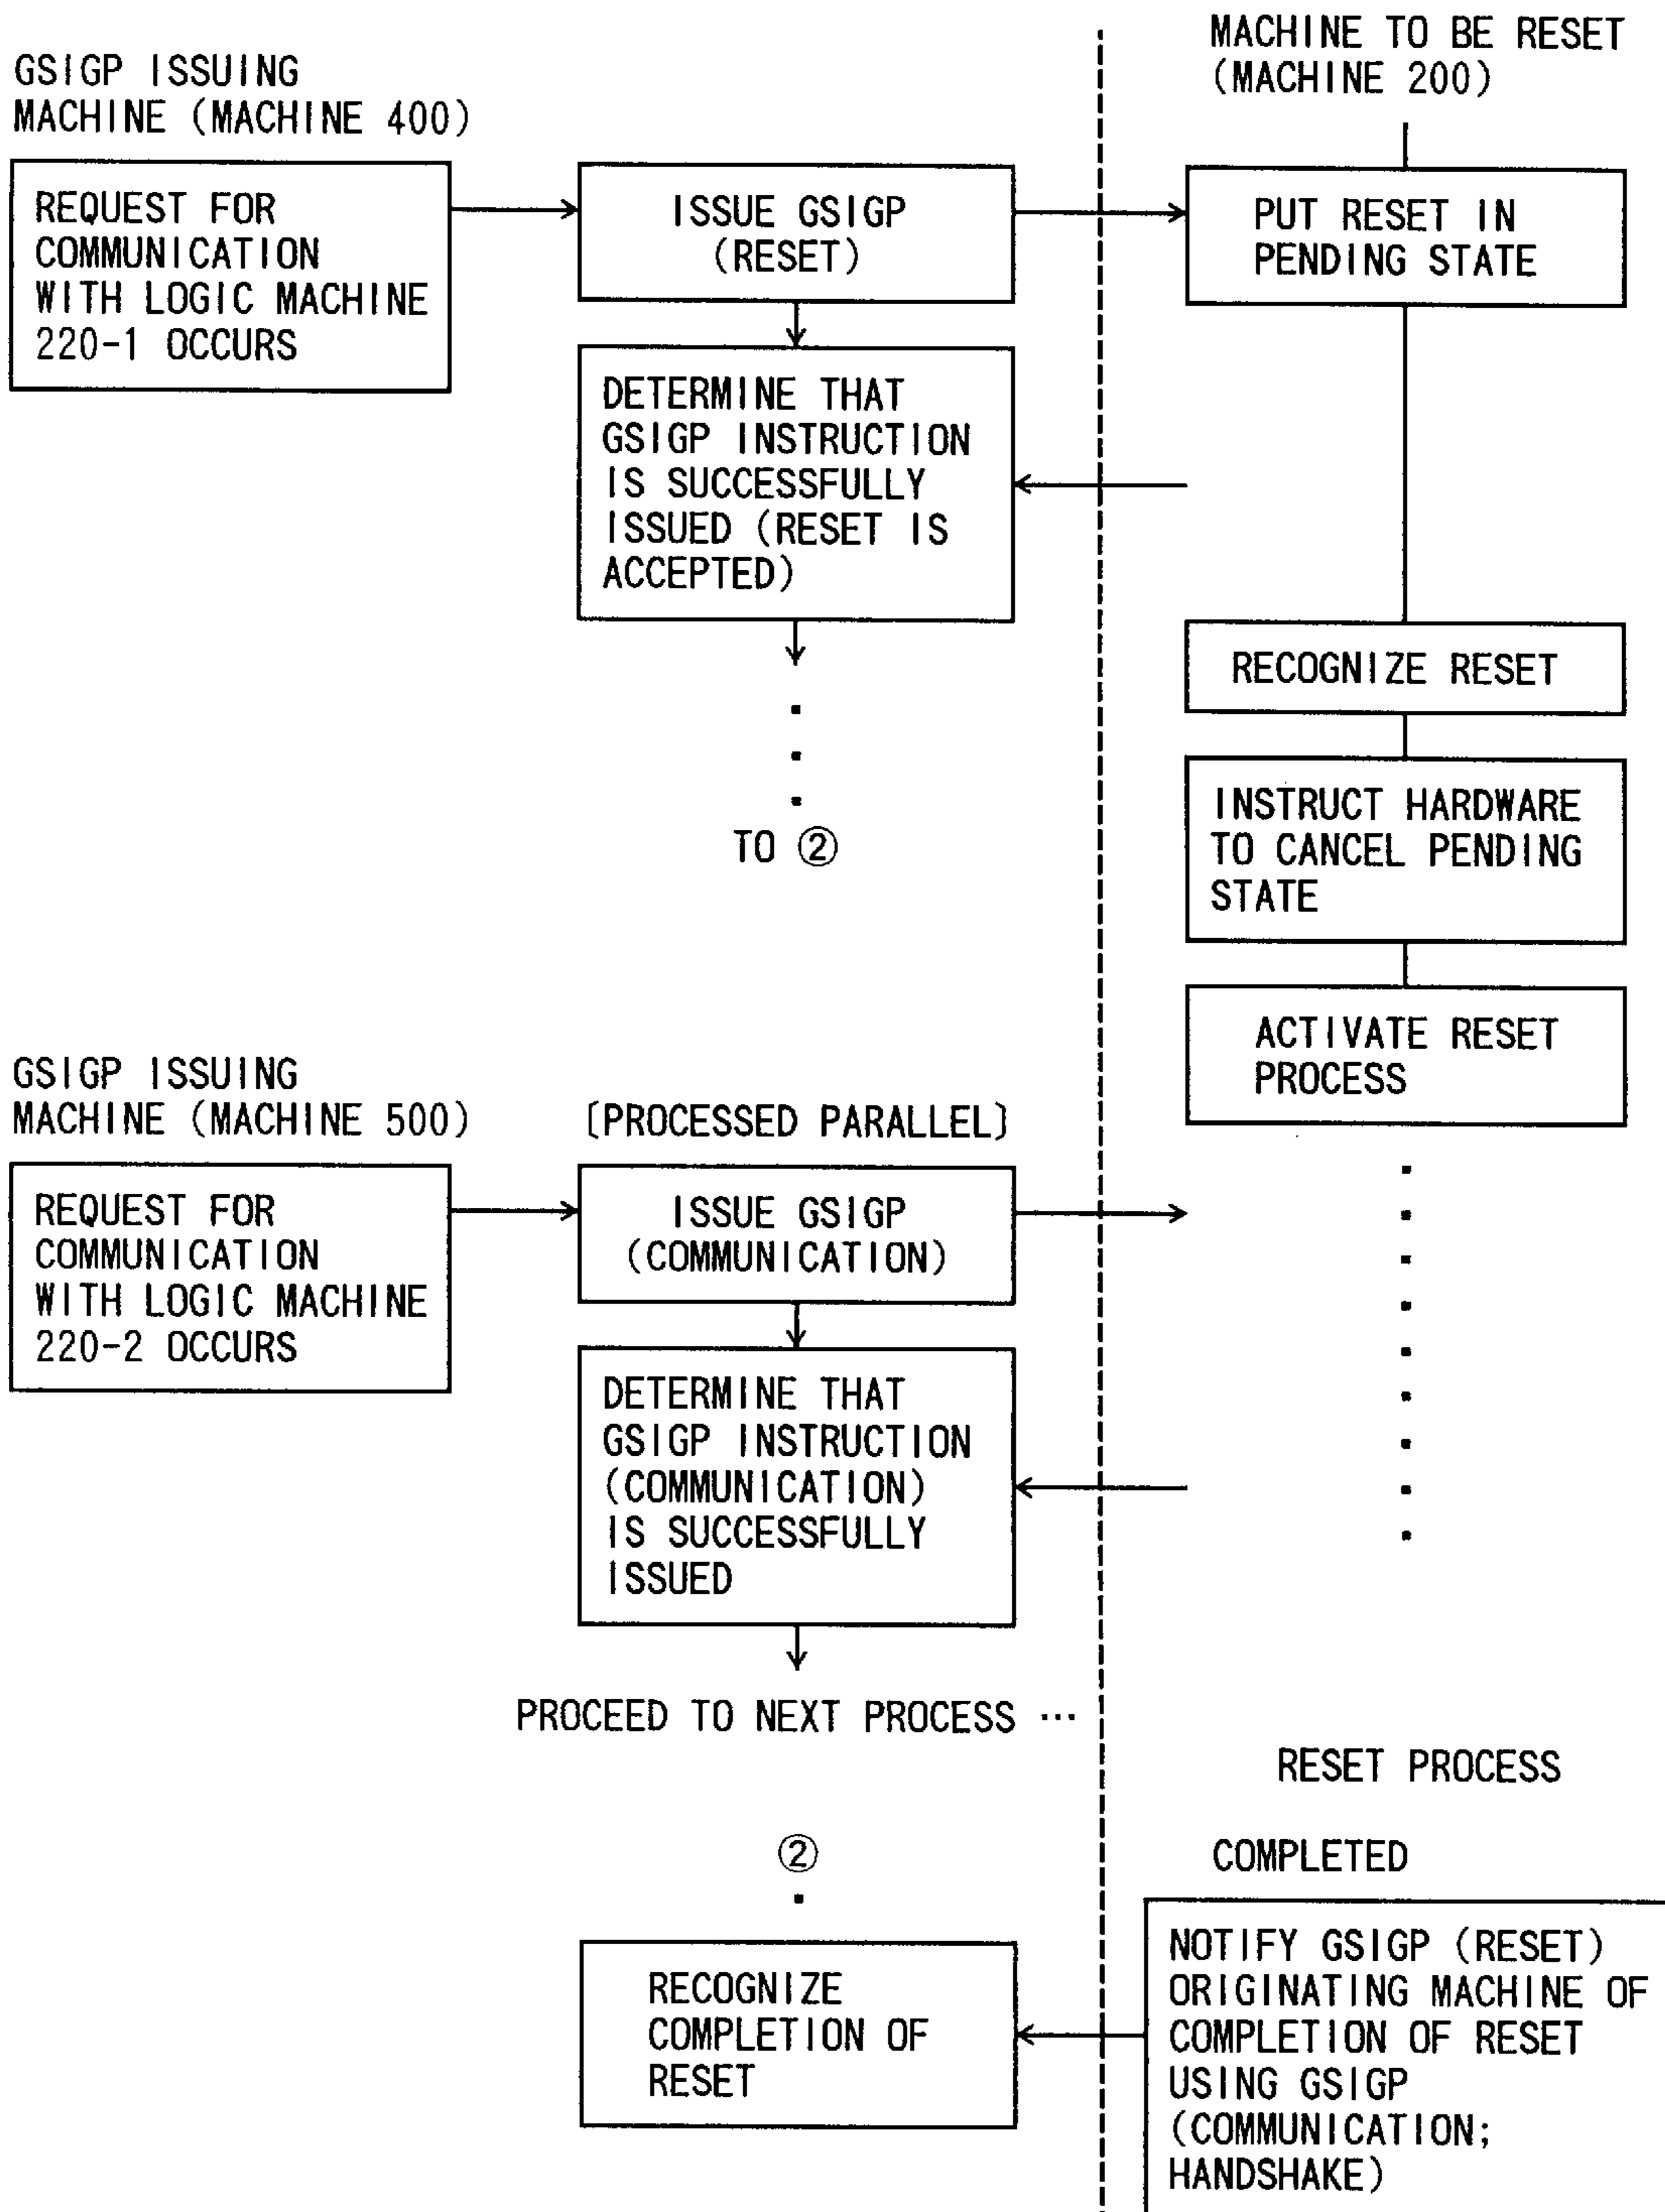 GSIGP ISSUING
MACHINE (MACHINE 400)
MACHINE TO BE RESET
(MACHINE 200)
REQUEST FOR
COMMUNICATION
WITH LOGIC MACHINE
220-1 OCCURS
ISSUE GSIGP
(RESET)
PUT RESET IN
PENDING STATE
DETERMINE THAT
GSIGP INSTRUCTION
IS SUCCESSFULLY
ISSUED (RESET IS
ACCEPTED)
TO ②
RECOGNIZE RESET
INSTRUCT HARDWARE
TO CANCEL PENDING
STATE
ACTIVATE RESET
PROCESS
GSIGP ISSUING
MACHINE (MACHINE 500)
[PROCESSED PARALLEL]
REQUEST FOR
COMMUNICATION
WITH LOGIC MACHINE
220-2 OCCURS
ISSUE GSIGP
(COMMUNICATION)
DETERMINE THAT
GSIGP INSTRUCTION
(COMMUNICATION)
IS SUCCESSFULLY
ISSUED
PROCEED TO NEXT PROCESS ···
RESET PROCESS
COMPLETED
②
RECOGNIZE
COMPLETION OF
RESET
NOTIFY GSIGP (RESET)
ORIGINATING MACHINE OF
COMPLETION OF RESET
USING GSIGP
(COMMUNICATION;
HANDSHAKE)